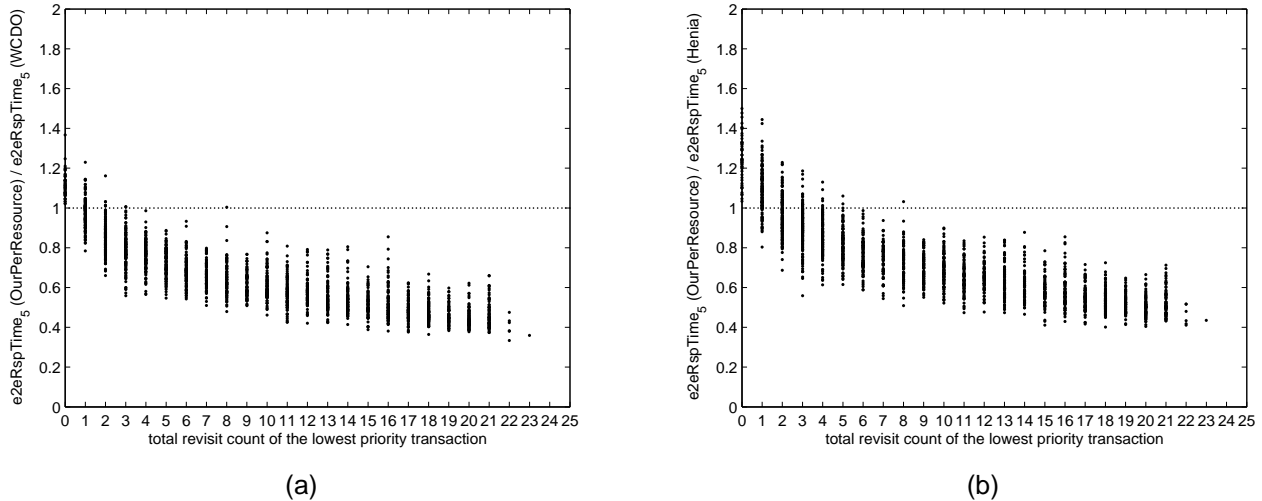 e2eRspTime5 (OurPerResource) / e2eRspTime5 (WCDO)
2
1.8
1.6
1.4
1.2
1
0.8
0.6
0.4
0.2
0
0 1 2 3 4 5 6 7 8 9 10 11 12 13 14 15 16 17 18 19 20 21 22 23 24 25
total revisit count of the lowest priority transaction
(a)
e2eRspTime5 (OurPerResource) / e2eRspTime5 (Henia)
2
1.8
1.6
1.4
1.2
1
0.8
0.6
0.4
0.2
0
0 1 2 3 4 5 6 7 8 9 10 11 12 13 14 15 16 17 18 19 20 21 22 23 24 25
total revisit count of the lowest priority transaction
(b)